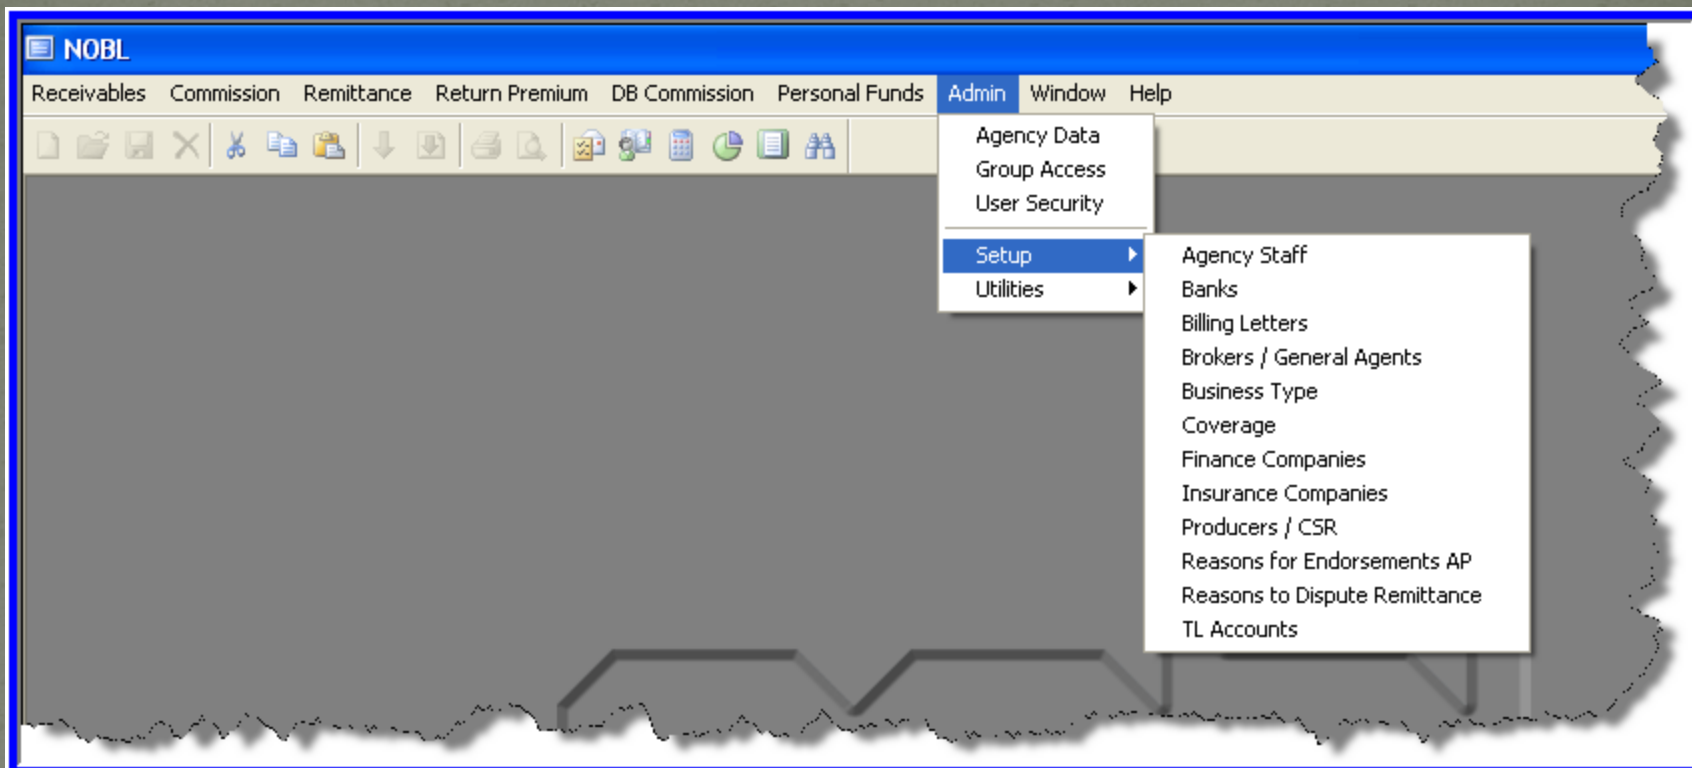 NOBL
Receivables Commission Remittance Return Premium DB Commission Personal Funds Admin Window Help
Agency Data
Group Access
User Security
Setup
Utilities
Agency Staff
Banks
Billing Letters
Brokers / General Agents
Business Type
Coverage
Finance Companies
Insurance Companies
Producers / CSR
Reasons for Endorsements AP
Reasons to Dispute Remittance
TL Accounts